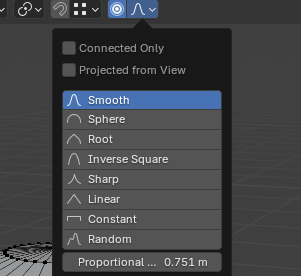 Connected Only
Projected from View
Smooth
Sphere
Root
Inverse Square
Sharp
Linear
Constant
Random
Proportional ... 0.751 m